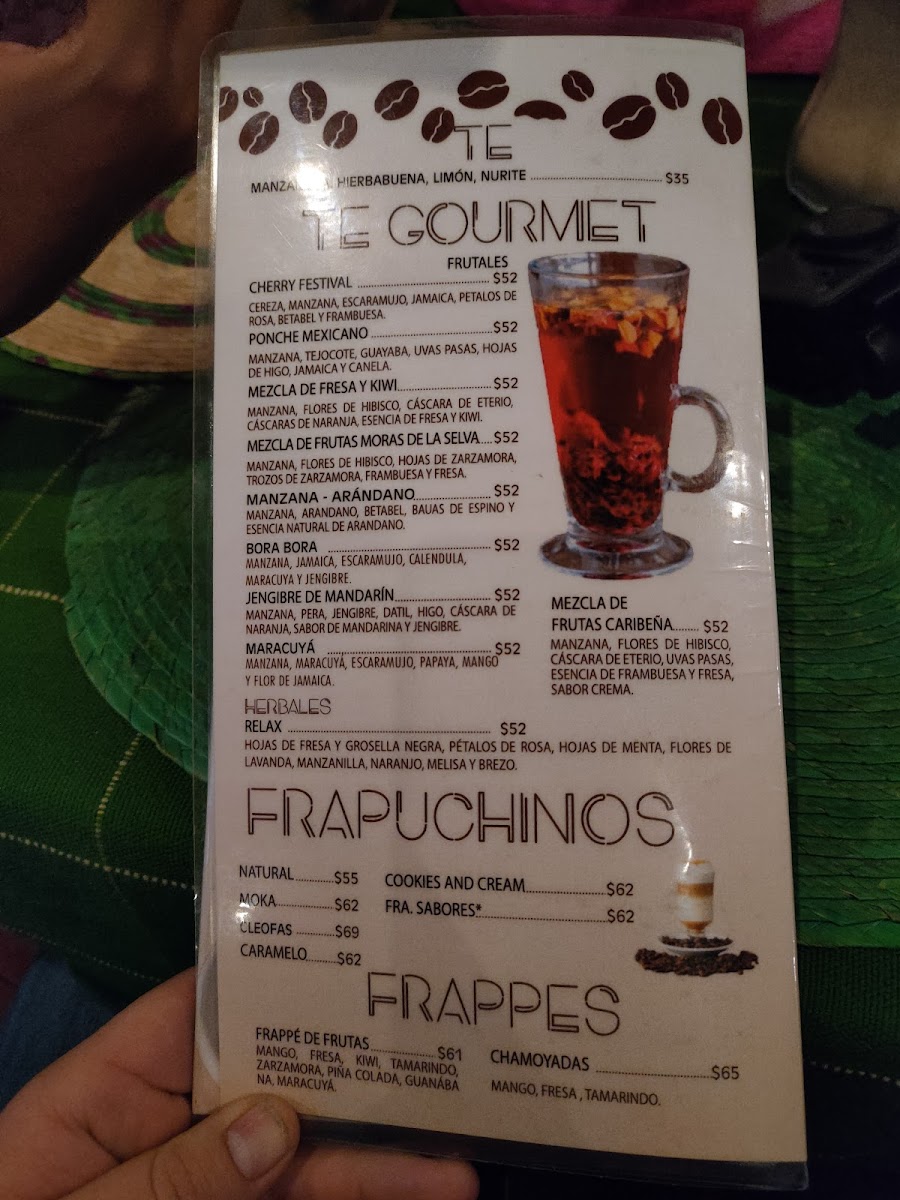 TE
HIERBABUENA, LIMÓN, NURITE $35
TE GOURMET
FRUTALES
CHERRY FESTIVAL $52
CEREZA, MANZANA, ESCARAMUJO, JAMAICA, PETALOS DE
ROSA, BETABEL Y FRAMBUESA.
PONCHE MEXICANO $52
MANZANA, TEJOCOTE, GUAYABA, UVAS PASAS, HOJAS
DE HIGO, JAMAICA Y CANELA.
MEZCLA DE FRESA Y KIWI $52
MANZANA, FLORES DE HIBISCO, CÁSCARA DE ETERIO,
CÁSCARAS DE NARANJA, ESENCIA DE FRESA Y KIWI.
MEZCLA DE FRUTAS MORAS DE LA SELVA $52
MANZANA, FLORES DE HIBISCO, HOJAS DE ZARZAMORA,
TROZOS DE ZARZAMORA, FRAMBUESA Y FRESA.
MANZANA - ARÁNDANO $52
MANZANA, ARANDANO, BETABEL, BAUAS DE ESPINO Y
ESENCIA NATURAL DE ARANDANO.
BORA BORA $52
MANZANA, JAMAICA, ESCARAMUJO, CALENDULA,
MARACUYA Y JENGIBRE.
JENGIBRE DE MANDARÍN $52
MANZANA, PERA, JENGIBRE, DATIL, HIGO, CÁSCARA DE
NARANJA, SABOR DE MANDARINA Y JENGIBRE.
MARACUYÁ $52
MANZANA, MARACUYÁ, ESCARAMUJO, PAPAYA, MANGO
Y FLOR DE JAMAICA.
MEZCLA DE
FRUTAS CARIBEÑA $52
MANZANA, FLORES DE HIBISCO,
CÁSCARA DE ETERIO, UVAS PASAS,
ESENCIA DE FRAMBUESA Y FRESA,
SABOR CREMA.
HERBALES
RELAX $52
HOJAS DE FRESA Y GROSELLA NEGRA, PÉTALOS DE ROSA, HOJAS DE MENTA, FLORES DE
LAVANDA, MANZANILLA, NARANJO, MELISA Y BREZO.
FRAPUCHINOS
NATURAL $55
MOKA $62
CLEOFAS $69
CARAMELO $62
COOKIES AND CREAM $62
FRA. SABORES* $62
FRAPPES
FRAPPÉ DE FRUTAS $61
MANGO, FRESA, KIWI, TAMARINDO,
ZARZAMORA, PIÑA COLADA, GUANÁBA
NA, MARACUYÁ.
CHAMOYADAS $65
MANGO, FRESA , TAMARINDO.